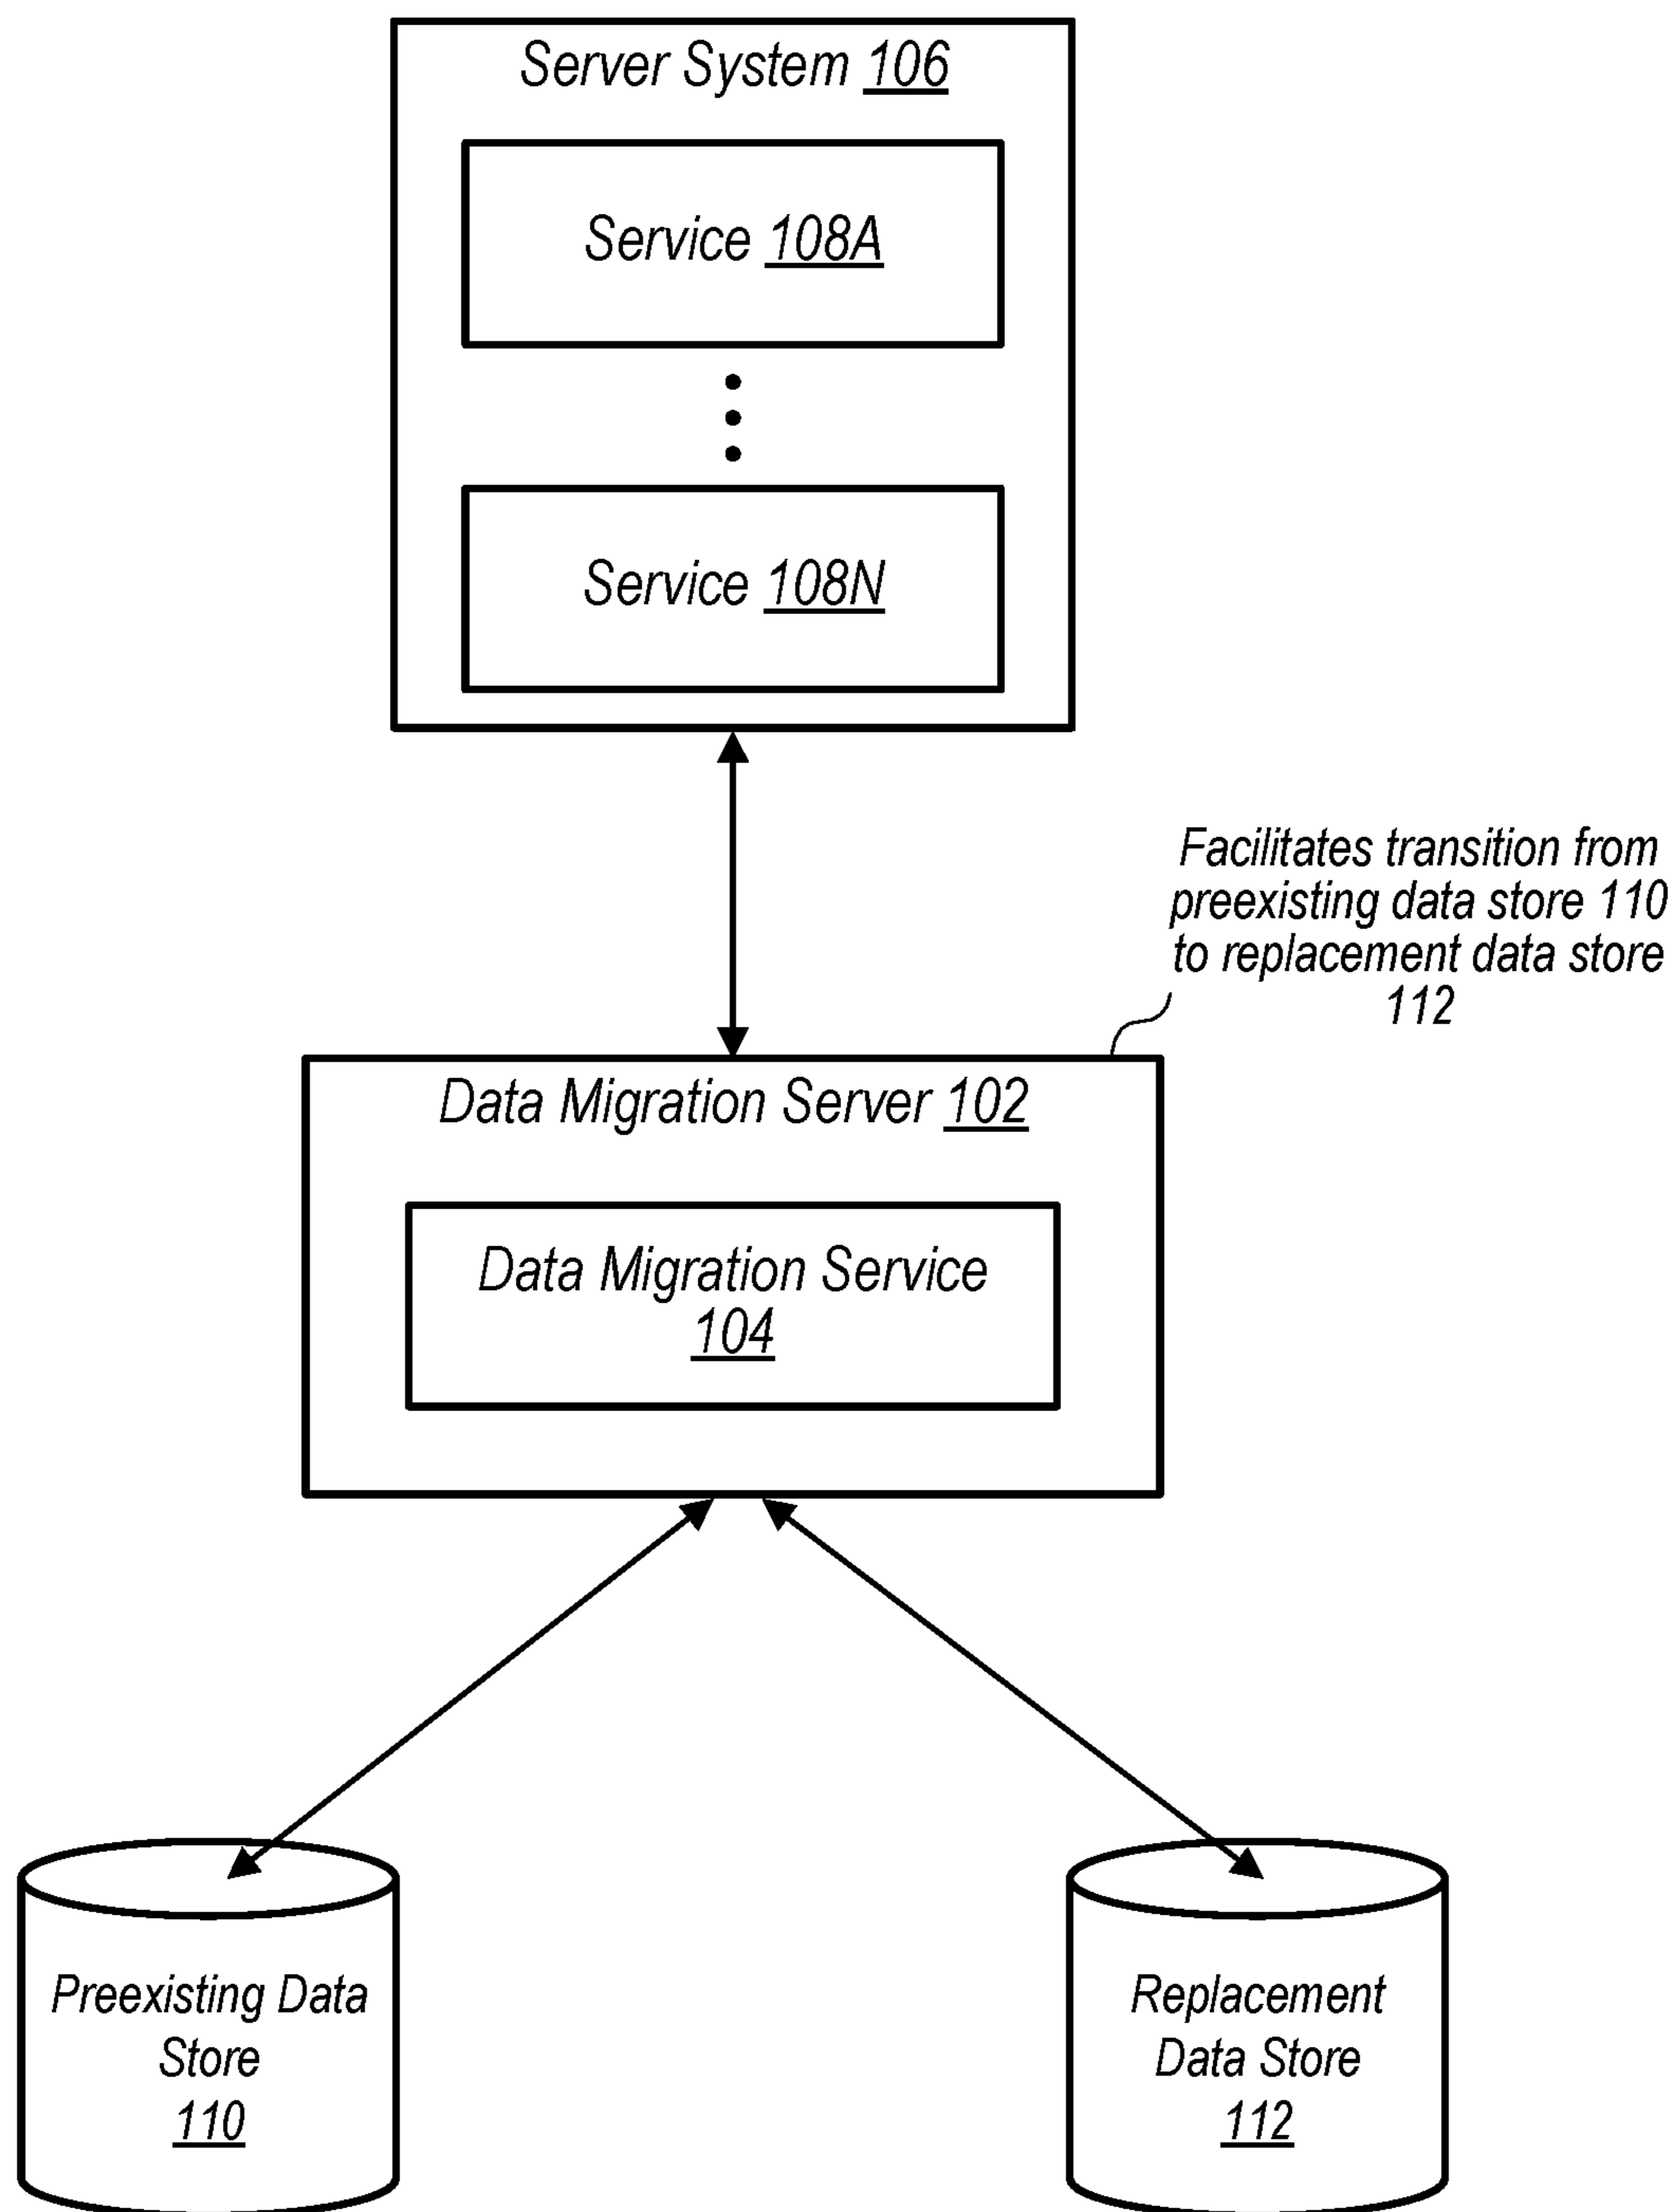 Server System 106
Service 108A
Service 108N
Facilitates transition from
preexisting data store 110
to replacement data store
112
Data Migration Server 102
Data Migration Service
104
Preexisting Data
Store
110
Replacement
Data Store
112